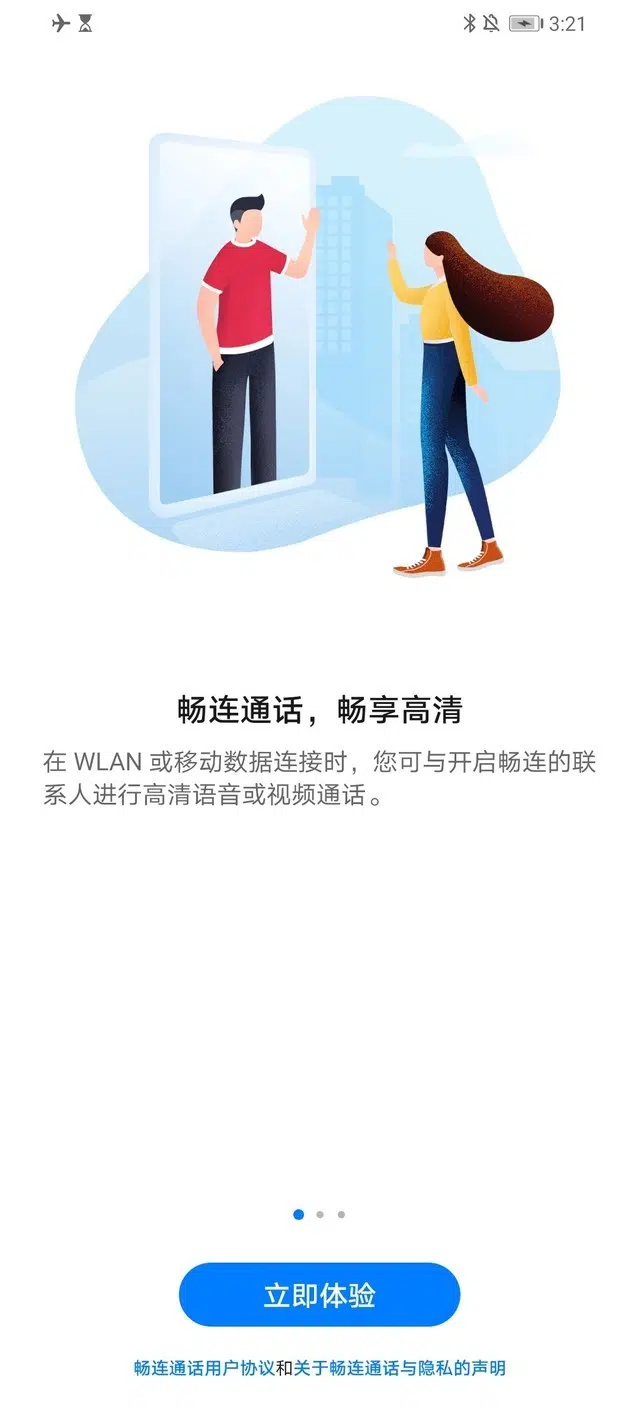 3:21
畅连通话，畅享高清
在 WLAN 或移动数据连接时，您可与开启畅连的联
系人进行高清语音或视频通话。
立即体验
畅连通话用户协议和关于畅连通话与隐私的声明